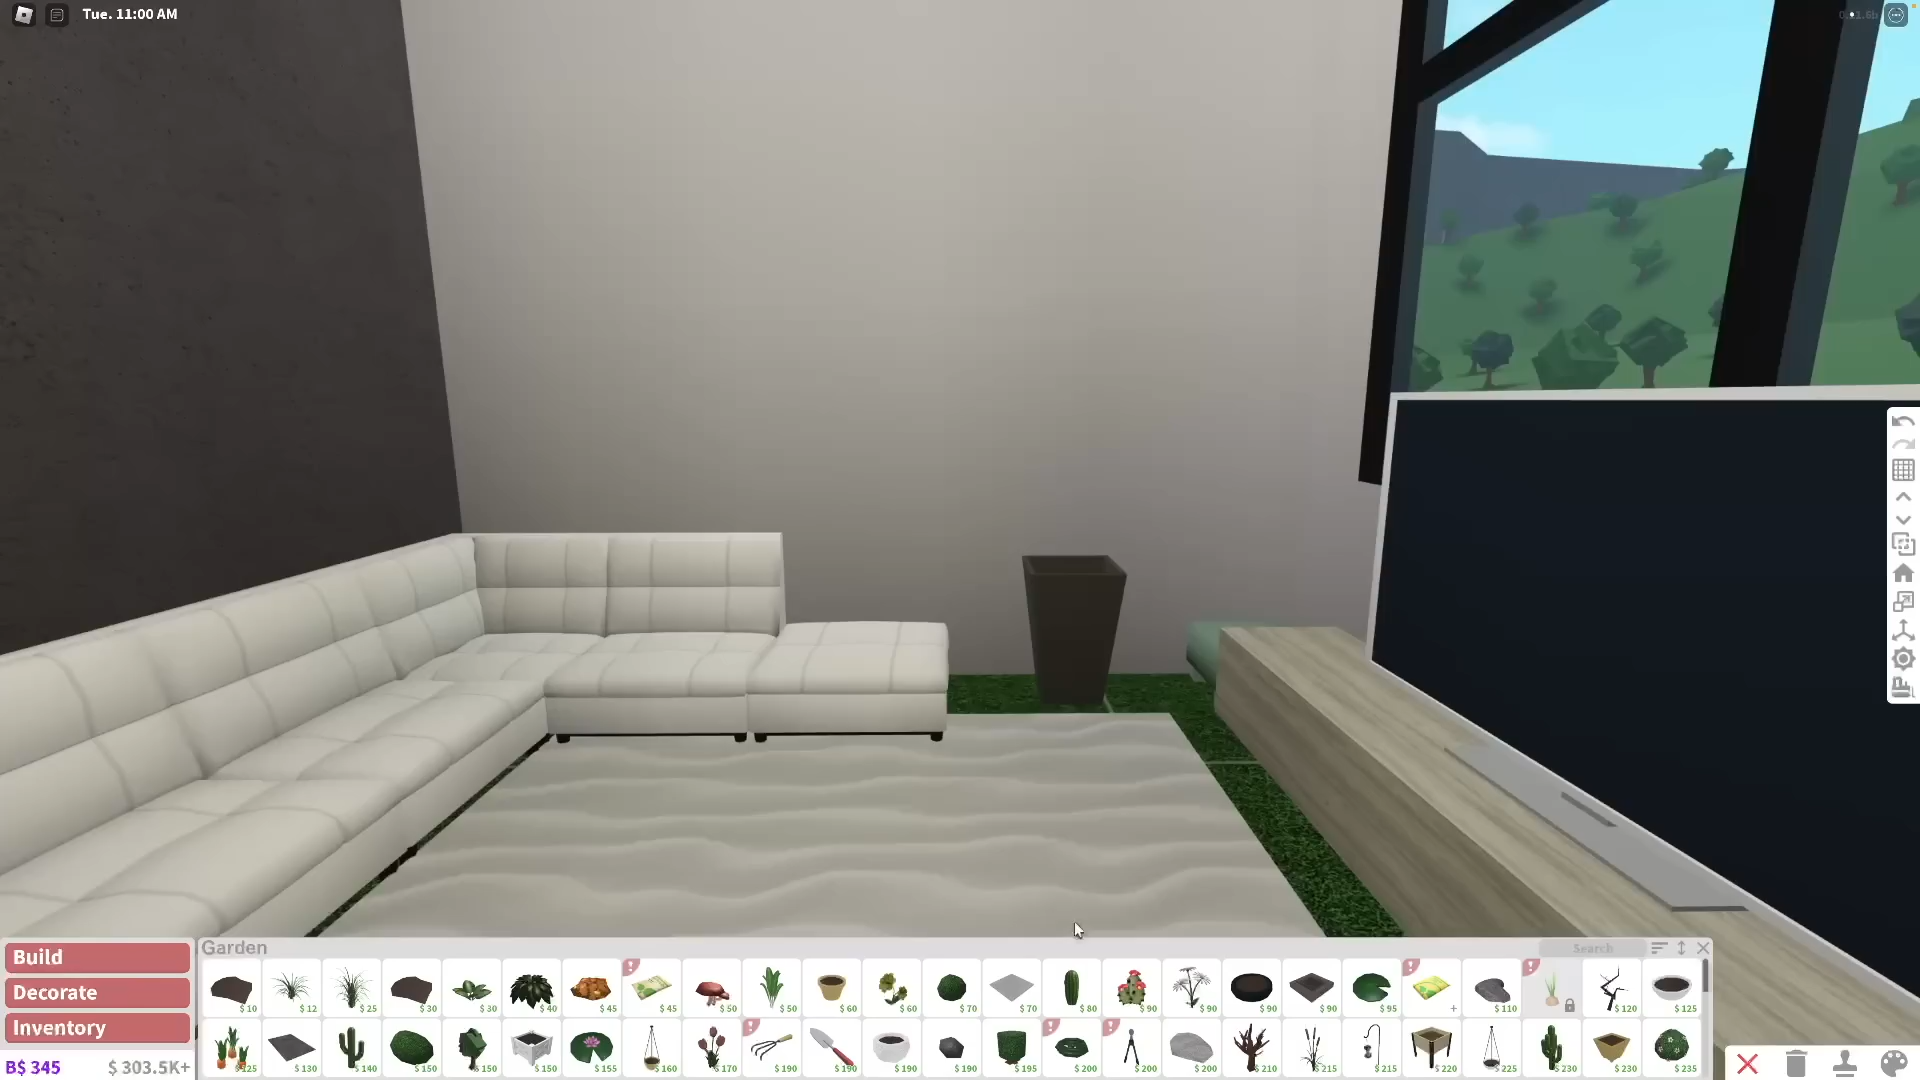 Tue. 11:00 AM
Garden
Search
Build
Decorate
Inventory
B$ 345
$ 303.5K+
$ 10 $ 12 $ 25 $ 30 $ 30 $ 40 $ 45 $ 45 $ 50 $ 50 $ 60 $ 60 $ 70 $ 70 $ 80 $ 90 $ 90 $ 90 $ 90 $ 95 + $ 110 $ 120 $ 125
$ 125 $ 130 $ 140 $ 150 $ 150 $ 150 $ 155 $ 160 $ 170 $ 190 $ 190 $ 190 $ 190 $ 195 $ 200 $ 200 $ 200 $ 210 $ 215 $ 215 $ 220 $ 225 $ 230 $ 230 $ 235